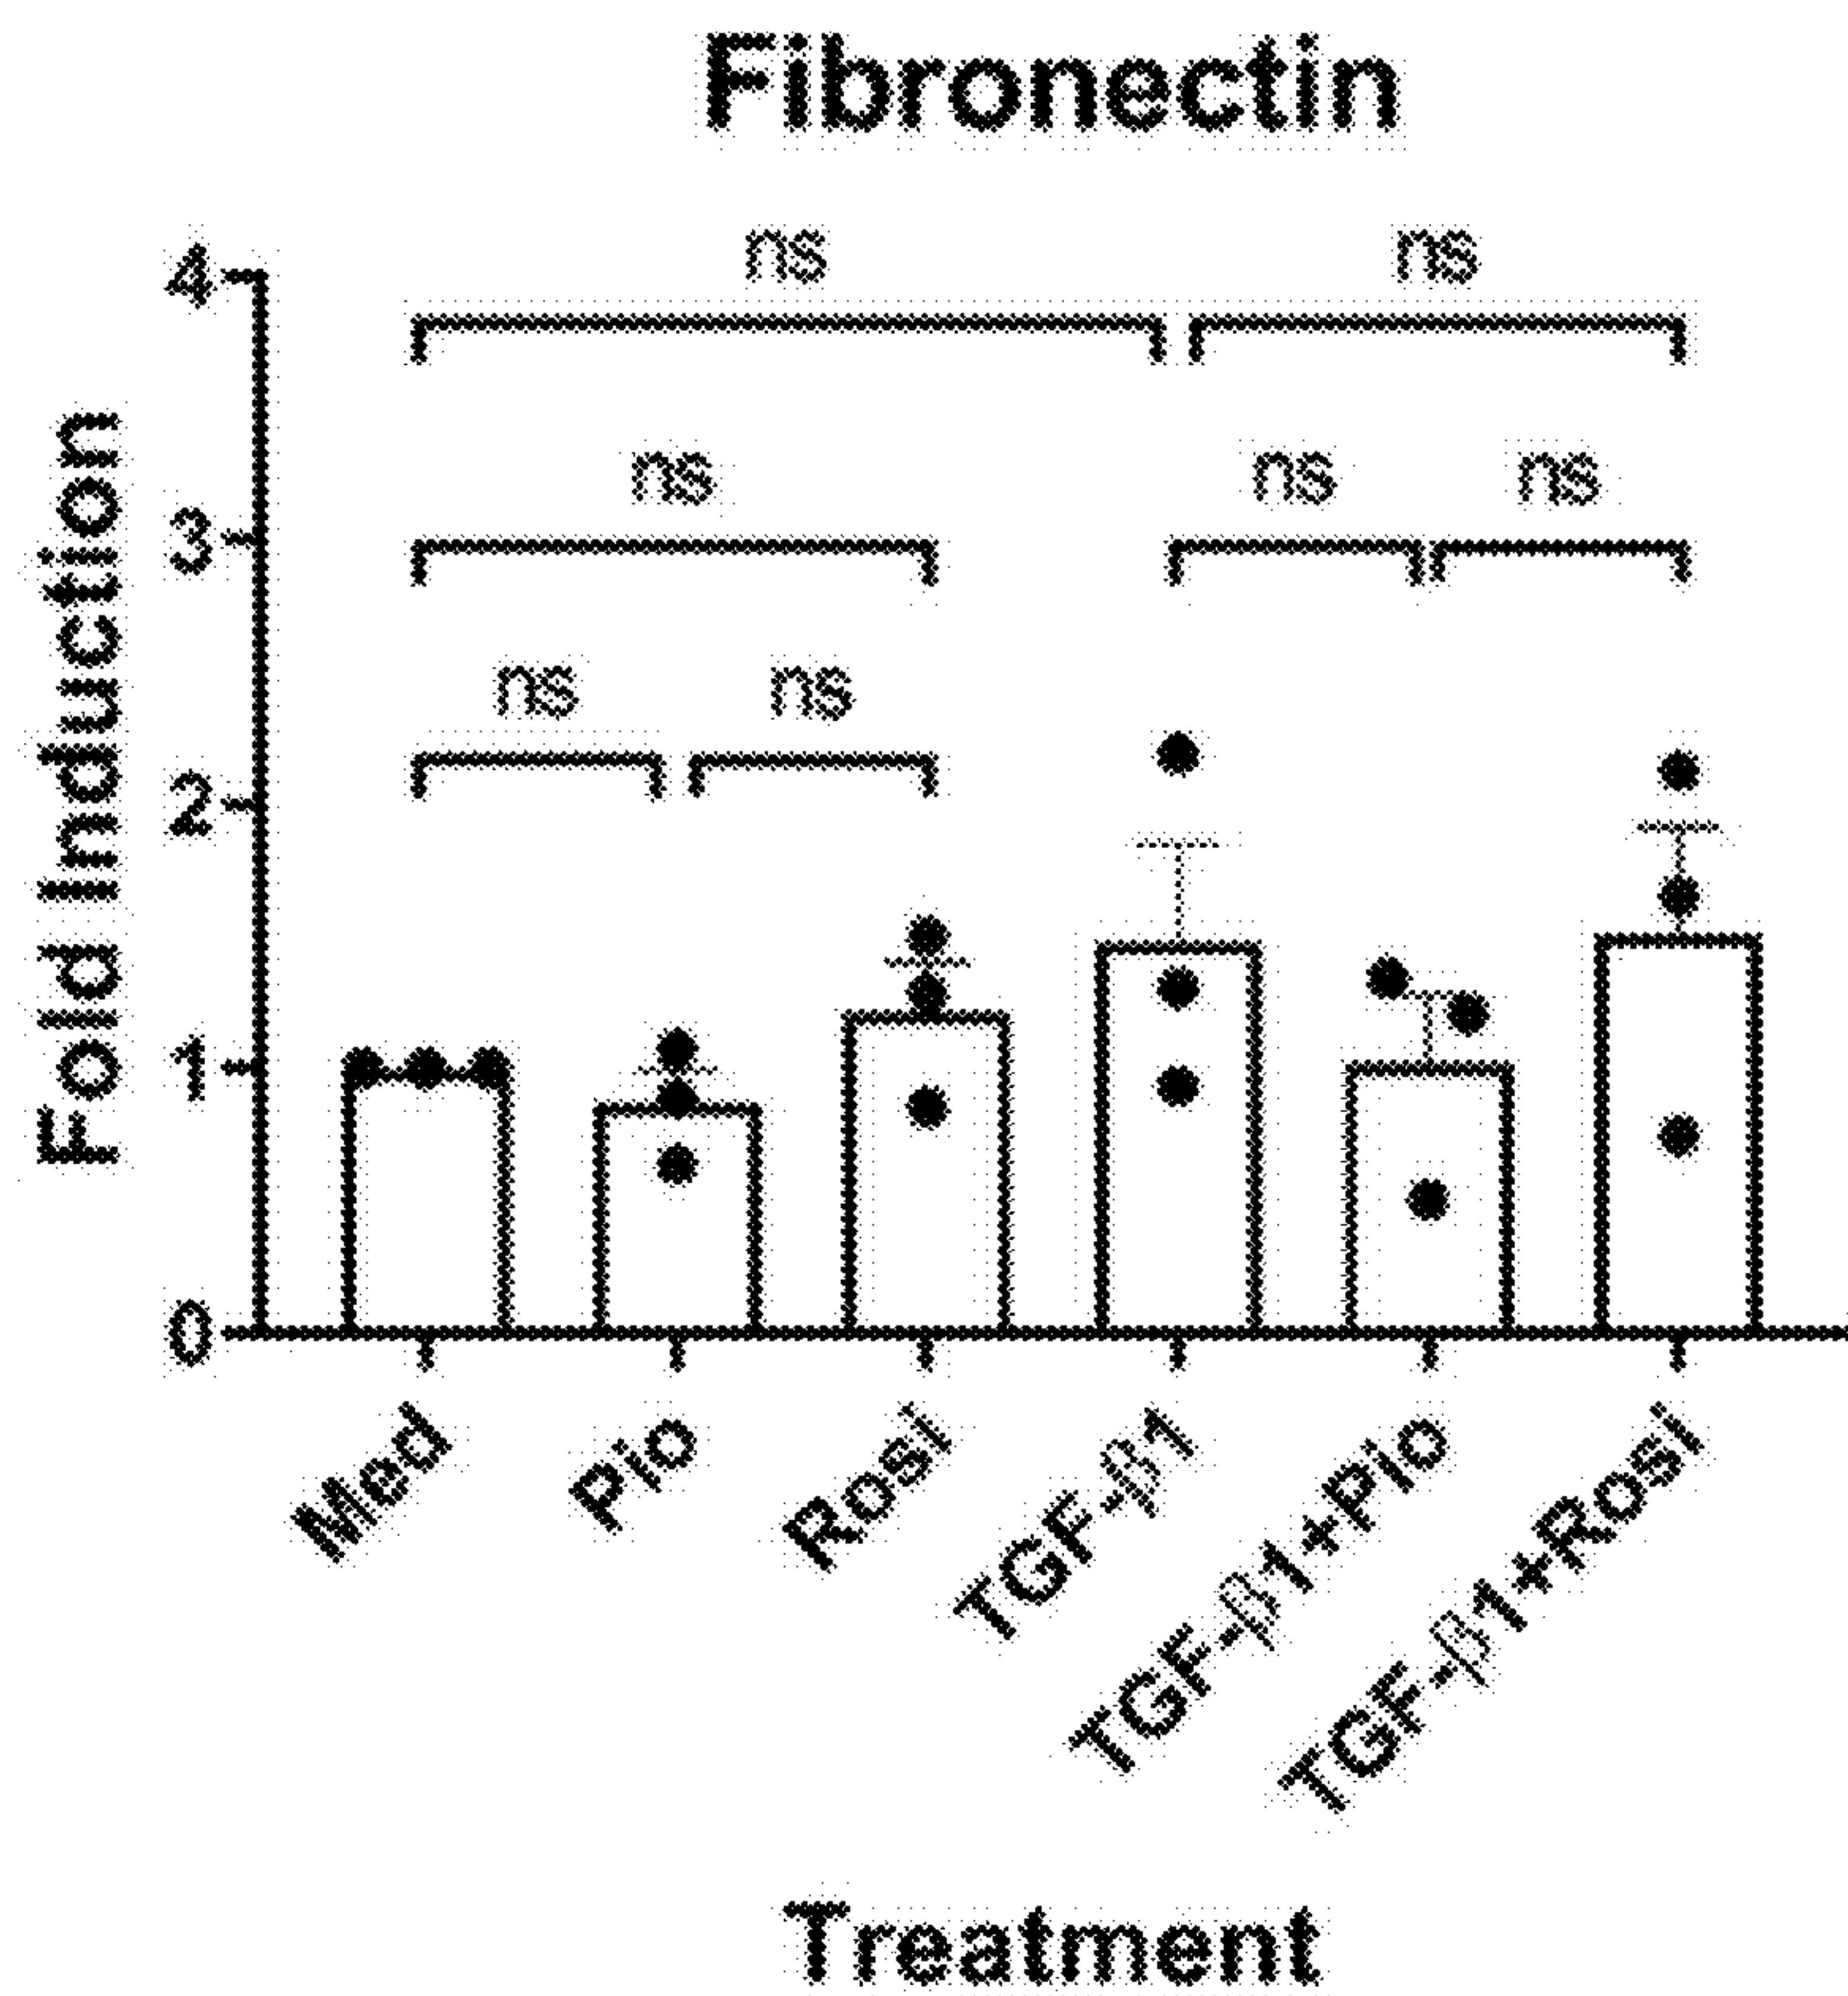 Fibronectin
ns ns
ns ns ns
ns ns
4
3
2
1
0
Fold Induction
Med
Pio
Rosi
TGF-β1
TGF-β1+Pio
TGF-β1+Rosi
Treatment